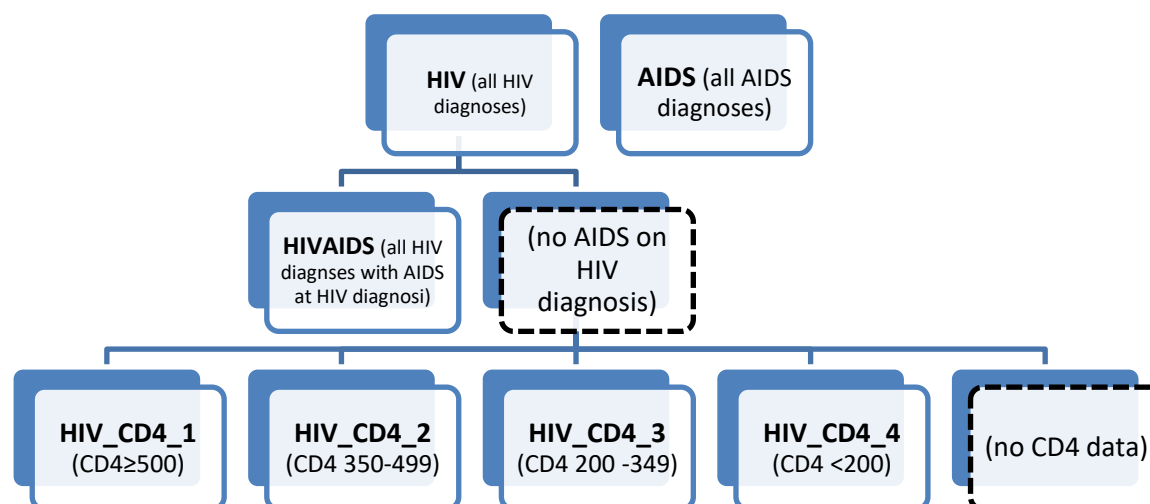 HIV (all HIV
diagnoses)
AIDS (all AIDS
diagnoses)
HIVAIDS (all HIV
diagnses with AIDS
at HIV diagnosi)
(no AIDS on
HIV
diagnosis)
HIV_CD4_1
(CD4≥500)
HIV_CD4_2
(CD4 350-499)
HIV_CD4_3
(CD4 200 -349)
HIV_CD4_4
(CD4 <200)
(no CD4 data)